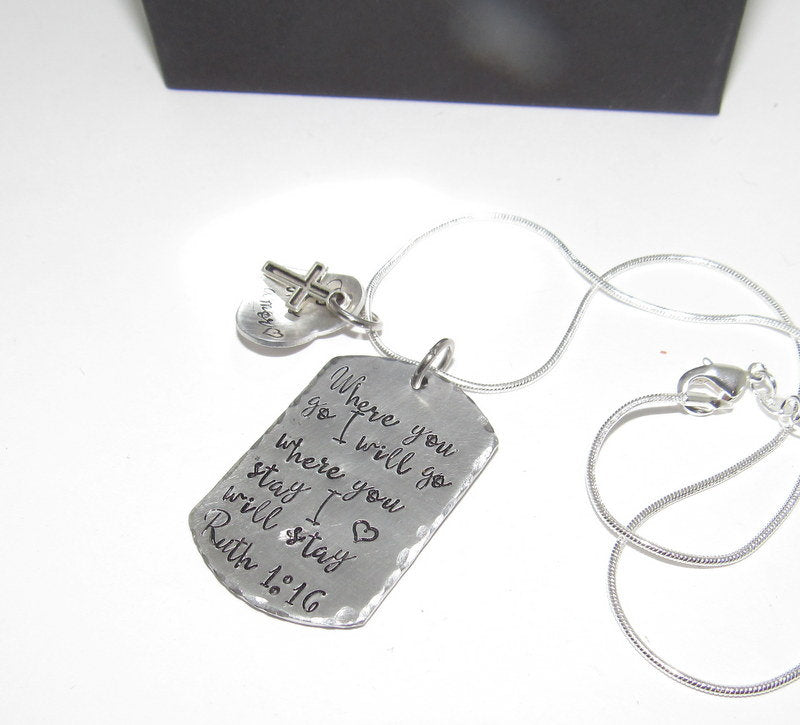 Where you
go I will go
where you
stay I
will stay
Ruth 1:16